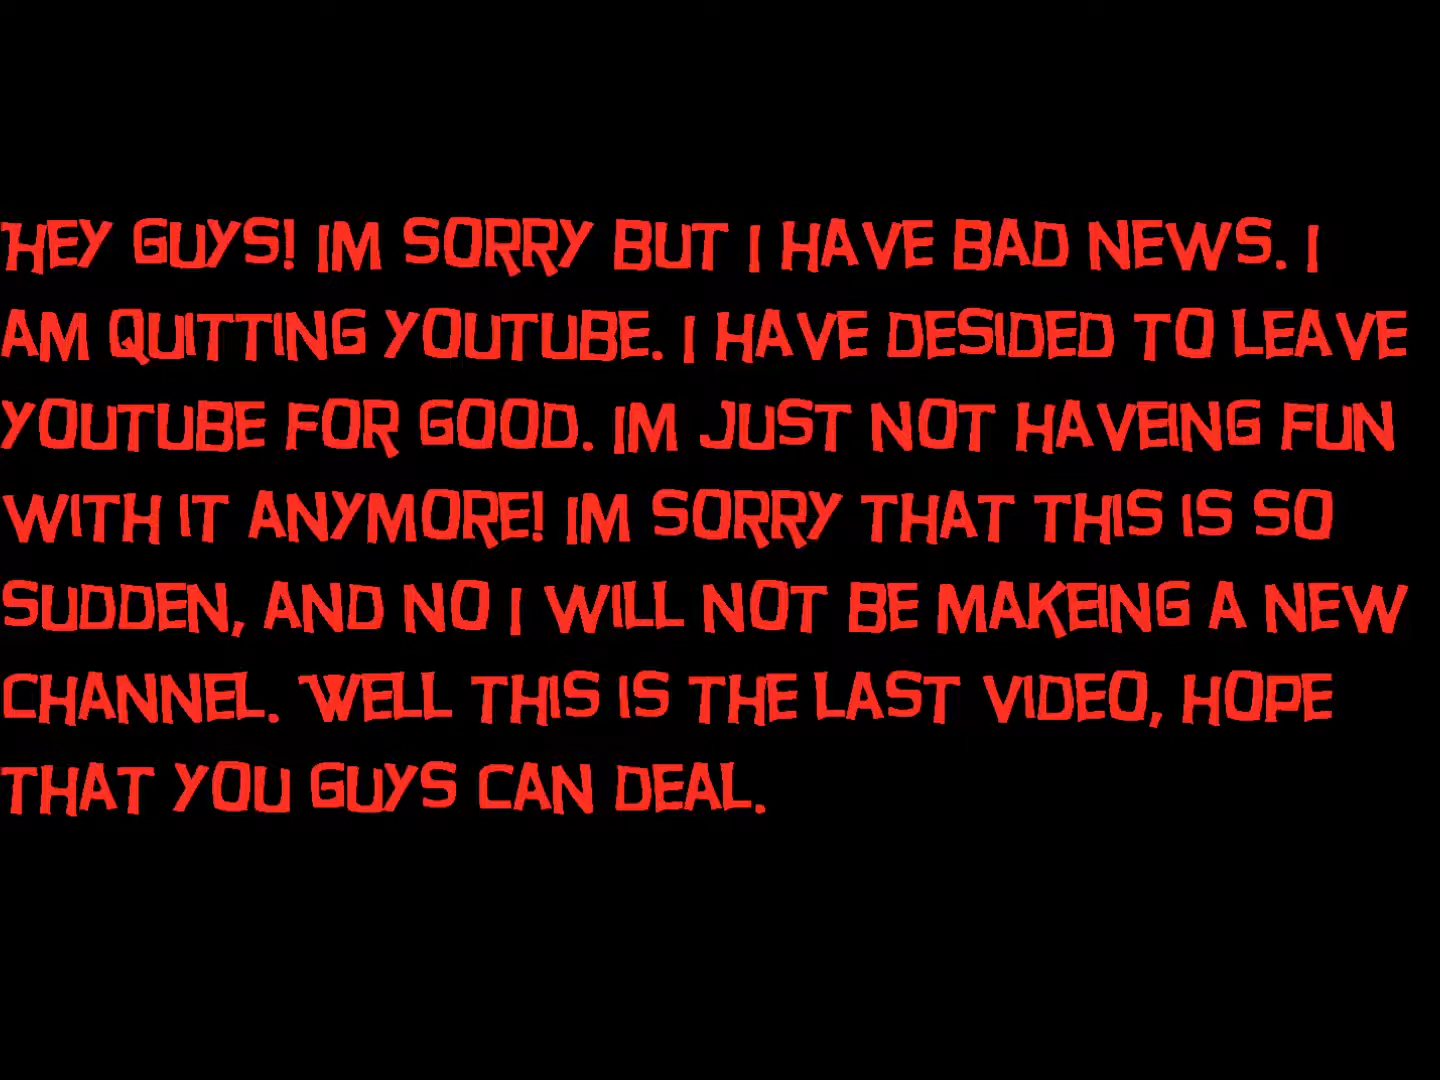 HEY GUYS! IM SORRY BUT I HAVE BAD NEWS. I
AM QUITTING YOUTUBE. I HAVE DESIDED TO LEAVE
YOUTUBE FOR GOOD. IM JUST NOT HAVEING FUN
WITH IT ANYMORE! IM SORRY THAT THIS IS SO
SUDDEN, AND NO I WILL NOT BE MAKEING A NEW
CHANNEL. WELL THIS IS THE LAST VIDEO, HOPE
THAT YOU GUYS CAN DEAL.